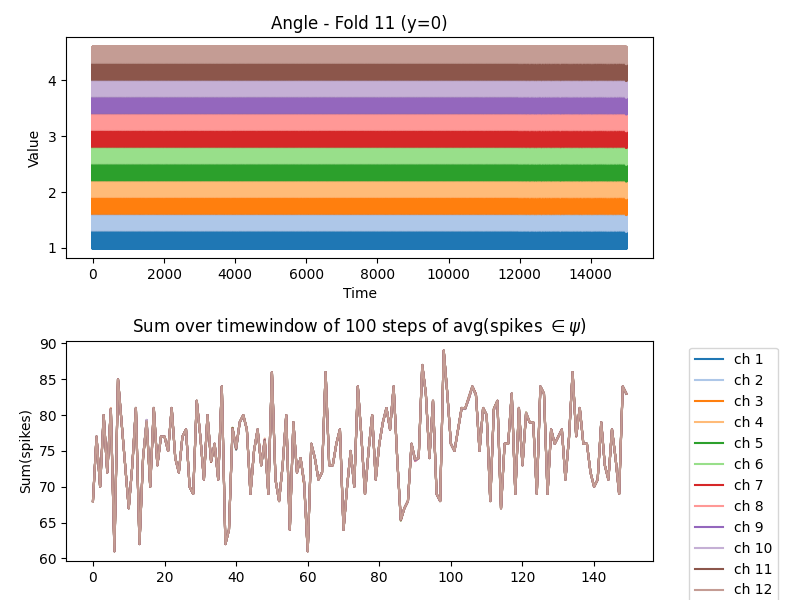 Angle - Fold 11 (y=0)
Value
4
3
2
1
0 2000 4000 6000 8000 10000 12000 14000
Time
Sum over timewindow of 100 steps of avg(spikes ∈ψ)
Sum(spikes)
90
85
80
75
70
65
60
0 20 40 60 80 100 120 140
ch 1
ch 2
ch 3
ch 4
ch 5
ch 6
ch 7
ch 8
ch 9
ch 10
ch 11
ch 12